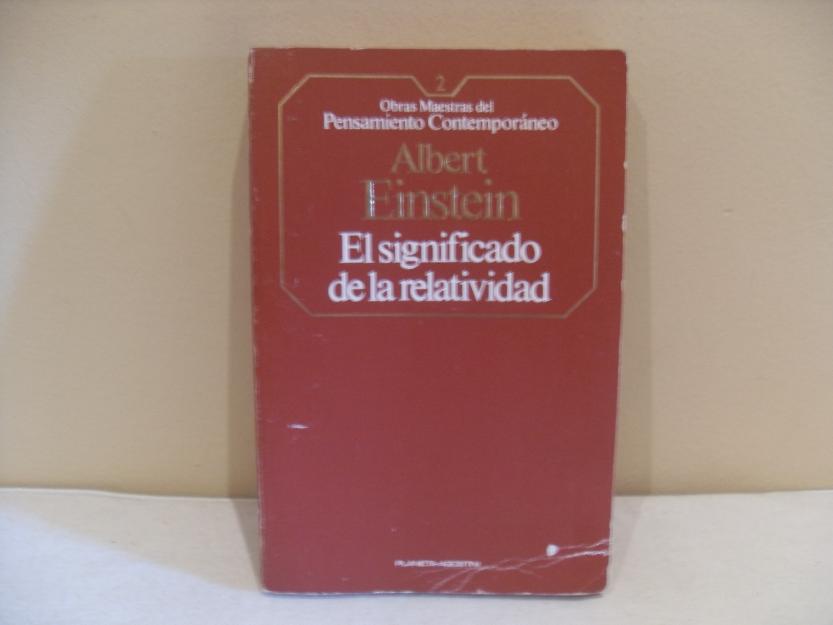 2
Obras Maestras del
Pensamiento Contemporáneo
Albert
Einstein
El significado
de la relatividad
PLANETA-AGOSTINI